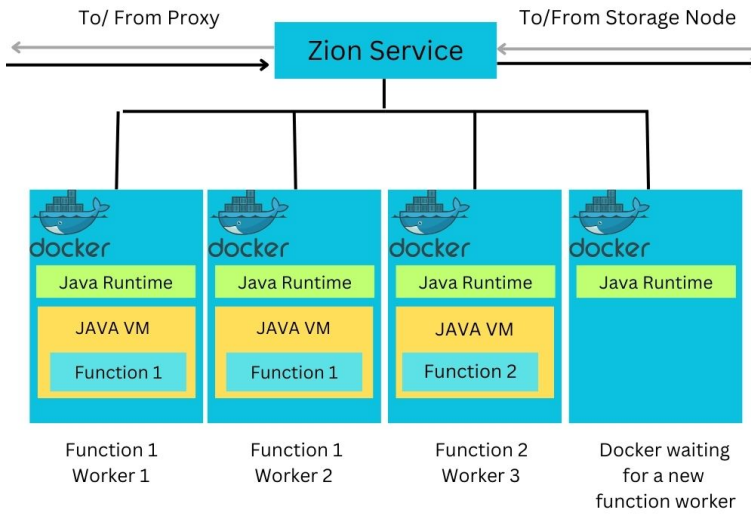 To/ From Proxy
Zion Service
To/From Storage Node
docker
docker
docker
docker
Java Runtime
Java Runtime
Java Runtime
Java Runtime
JAVA VM
JAVA VM
JAVA VM
Function 1
Function 1
Function 2
Function 1
Worker 1
Function 1
Worker 2
Function 2
Worker 3
Docker waiting
for a new
function worker